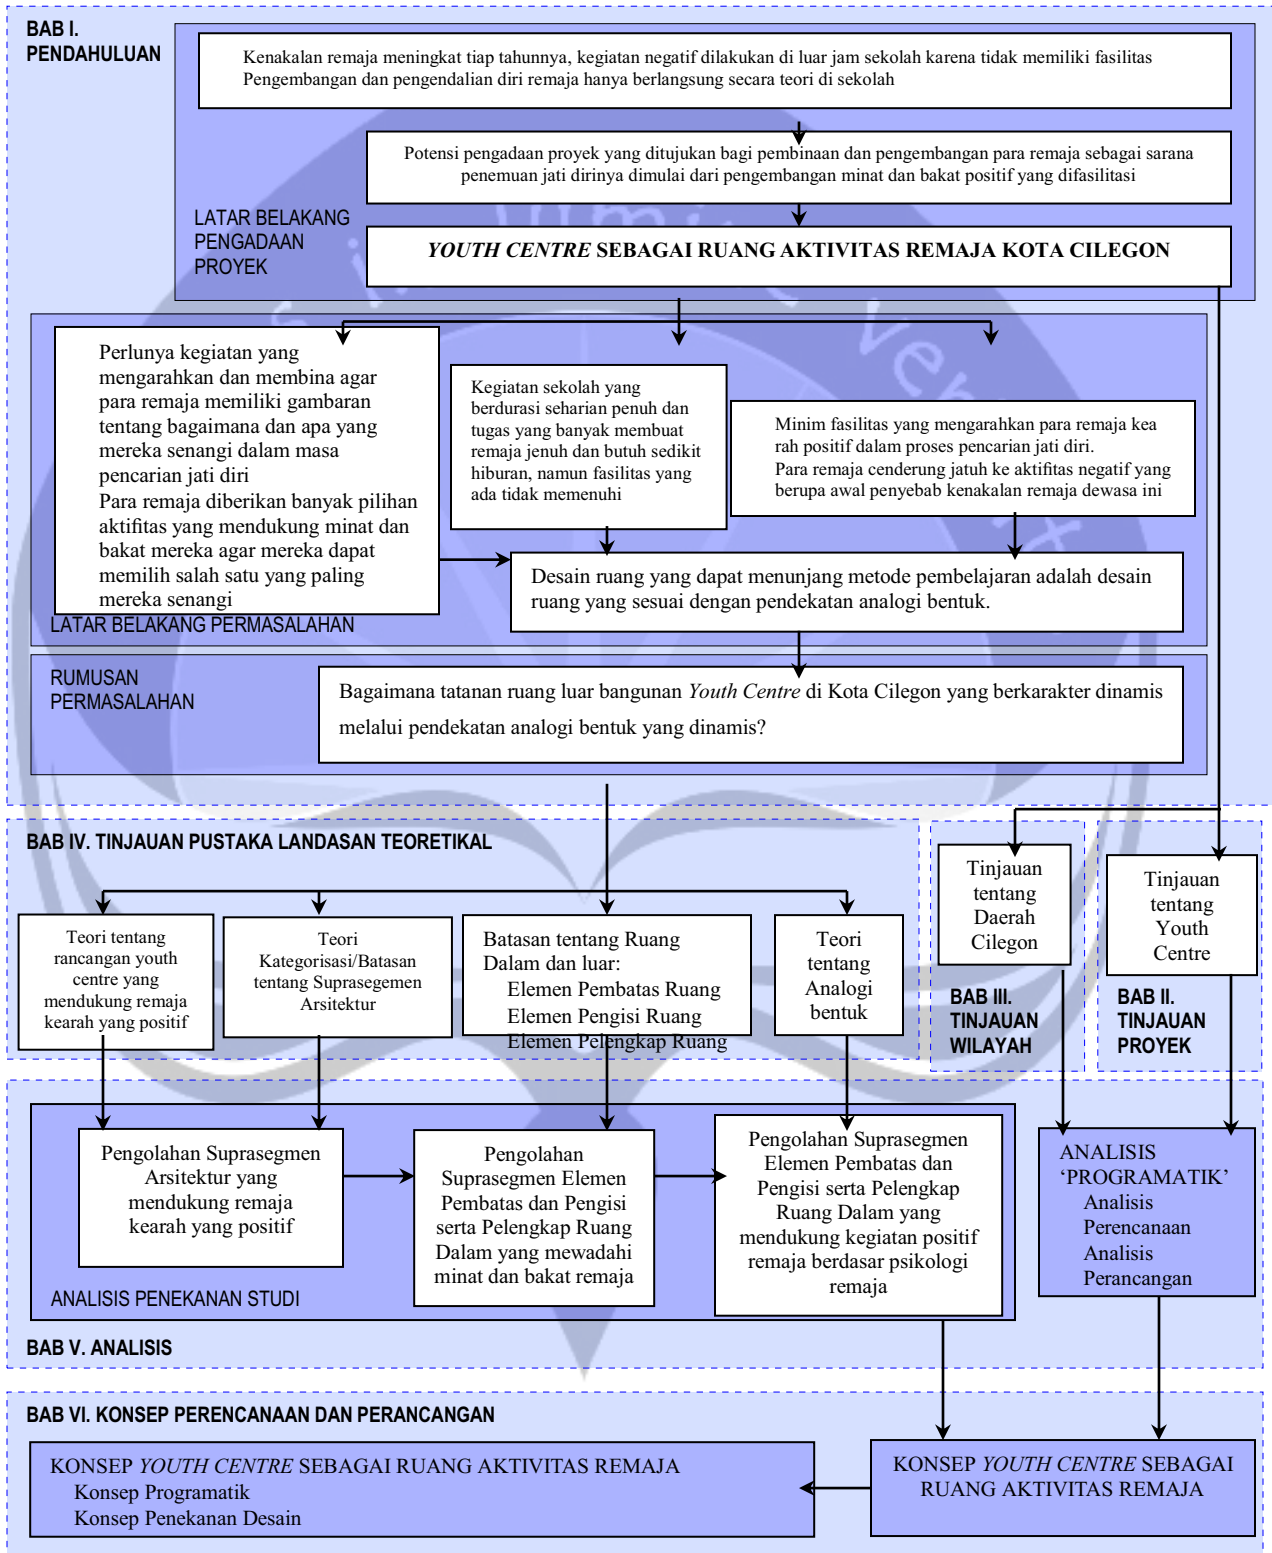 BAB I.
PENDAHULUAN
Kenakalan remaja meningkat tiap tahunnya, kegiatan negatif dilakukan di luar jam sekolah karena tidak memiliki fasilitas
Pengembangan dan pengendalian diri remaja hanya berlangsung secara teori di sekolah
Potensi pengadaan proyek yang ditujukan bagi pembinaan dan pengembangan para remaja sebagai sarana
penemuan jati dirinya dimulai dari pengembangan minat dan bakat positif yang difasilitasi
LATAR BELAKANG
PENGADAAN
PROYEK
YOUTH CENTRE SEBAGAI RUANG AKTIVITAS REMAJA KOTA CILEGON
Perlunya kegiatan yang
mengarahkan dan membina agar
para remaja memiliki gambaran
tentang bagaimana dan apa yang
mereka senangi dalam masa
pencarian jati diri
Para remaja diberikan banyak pilihan
aktifitas yang mendukung minat dan
bakat mereka agar mereka dapat
memilih salah satu yang paling
mereka senangi
Kegiatan sekolah yang
berdurasi seharian penuh dan
tugas yang banyak membuat
remaja jenuh dan butuh sedikit
hiburan, namun fasilitas yang
ada tidak memenuhi
Minim fasilitas yang mengarahkan para remaja kea
rah positif dalam proses pencarian jati diri.
Para remaja cenderung jatuh ke aktifitas negatif yang
berupa awal penyebab kenakalan remaja dewasa ini
Desain ruang yang dapat menunjang metode pembelajaran adalah desain
ruang yang sesuai dengan pendekatan analogi bentuk.
LATAR BELAKANG PERMASALAHAN
RUMUSAN
PERMASALAHAN
Bagaimana tatanan ruang luar bangunan Youth Centre di Kota Cilegon yang berkarakter dinamis
melalui pendekatan analogi bentuk yang dinamis?
BAB IV. TINJAUAN PUSTAKA LANDASAN TEORETIKAL
Teori tentang
rancangan youth
centre yang
mendukung remaja
kearah yang positif
Teori
Kategorisasi/Batasan
tentang Suprasegemen
Arsitektur
Batasan tentang Ruang
Dalam dan luar:
Elemen Pembatas Ruang
Elemen Pengisi Ruang
Elemen Pelengkap Ruang
Teori
tentang
Analogi
bentuk
Tinjauan
tentang
Daerah
Cilegon
BAB III.
TINJAUAN
WILAYAH
Tinjauan
tentang
Youth
Centre
BAB II.
TINJAUAN
PROYEK
Pengolahan Suprasegmen
Arsitektur yang
mendukung remaja
kearah yang positif
Pengolahan
Suprasegmen Elemen
Pembatas dan Pengisi
serta Pelengkap Ruang
Dalam yang mewadahi
minat dan bakat remaja
Pengolahan Suprasegmen
Elemen Pembatas dan
Pengisi serta Pelengkap
Ruang Dalam yang
mendukung kegiatan positif
remaja berdasar psikologi
remaja
ANALISIS
‘PROGRAMATIK’
Analisis
Perencanaan
Analisis
Perancangan
ANALISIS PENEKANAN STUDI
BAB V. ANALISIS
BAB VI. KONSEP PERENCANAAN DAN PERANCANGAN
KONSEP YOUTH CENTRE SEBAGAI RUANG AKTIVITAS REMAJA
Konsep Programatik
Konsep Penekanan Desain
KONSEP YOUTH CENTRE SEBAGAI
RUANG AKTIVITAS REMAJA